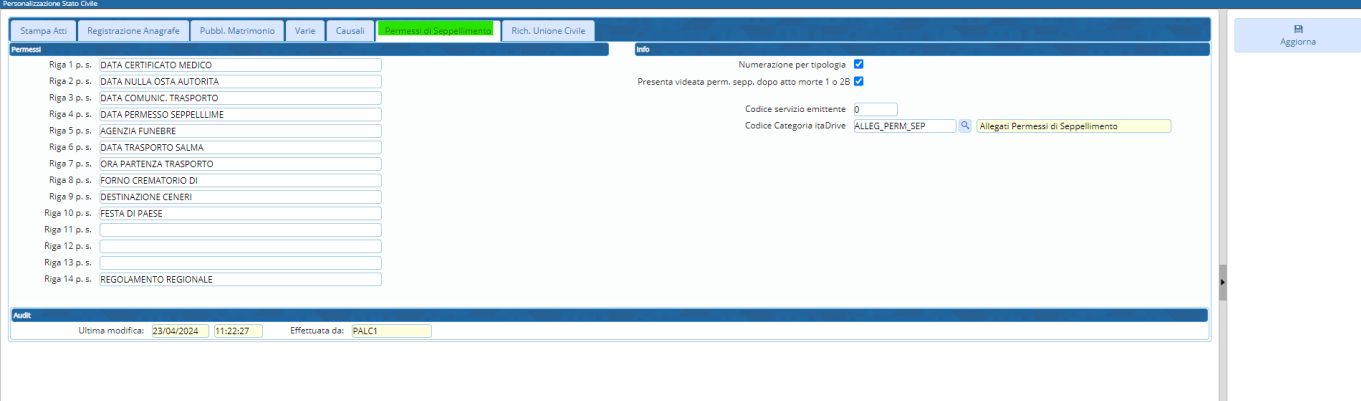 Personalizzazione Stato Civile
Stampa Atti Registrazione Anagrafe Pubbl. Matrimonio Varie Causali Permessi di Seppellimento Rich. Unione Civile
Aggiorna
Permessi
Riga 1 p. s. DATA CERTIFICATO MEDICO
Riga 2 p. s. DATA NULLA OSTA AUTORITA
Riga 3 p. s. DATA COMUNIC. TRASPORTO
Riga 4 p. s. DATA PERMESSO SEPPELLLIME
Riga 5 p. s. AGENZIA FUNEBRE
Riga 6 p. s. DATA TRASPORTO SALMA
Riga 7 p. s. ORA PARTENZA TRASPORTO
Riga 8 p. s. FORNO CREMATORIO DI
Riga 9 p. s. DESTINAZIONE CENERI
Riga 10 p. s. FESTA DI PAESE
Riga 11 p. s.
Riga 12 p. s.
Riga 13 p. s.
Riga 14 p. s. REGOLAMENTO REGIONALE
Info
Numerazione per tipologia
Presenta videata perm. sepp. dopo atto morte 1 o 2B
Codice servizio emittente 0
Codice Categoria itaDrive ALLEG_PERM_SEP Allegati Permessi di Seppellimento
Audit
Ultima modifica: 23/04/2024 11:22:27 Effettuata da: PALC1